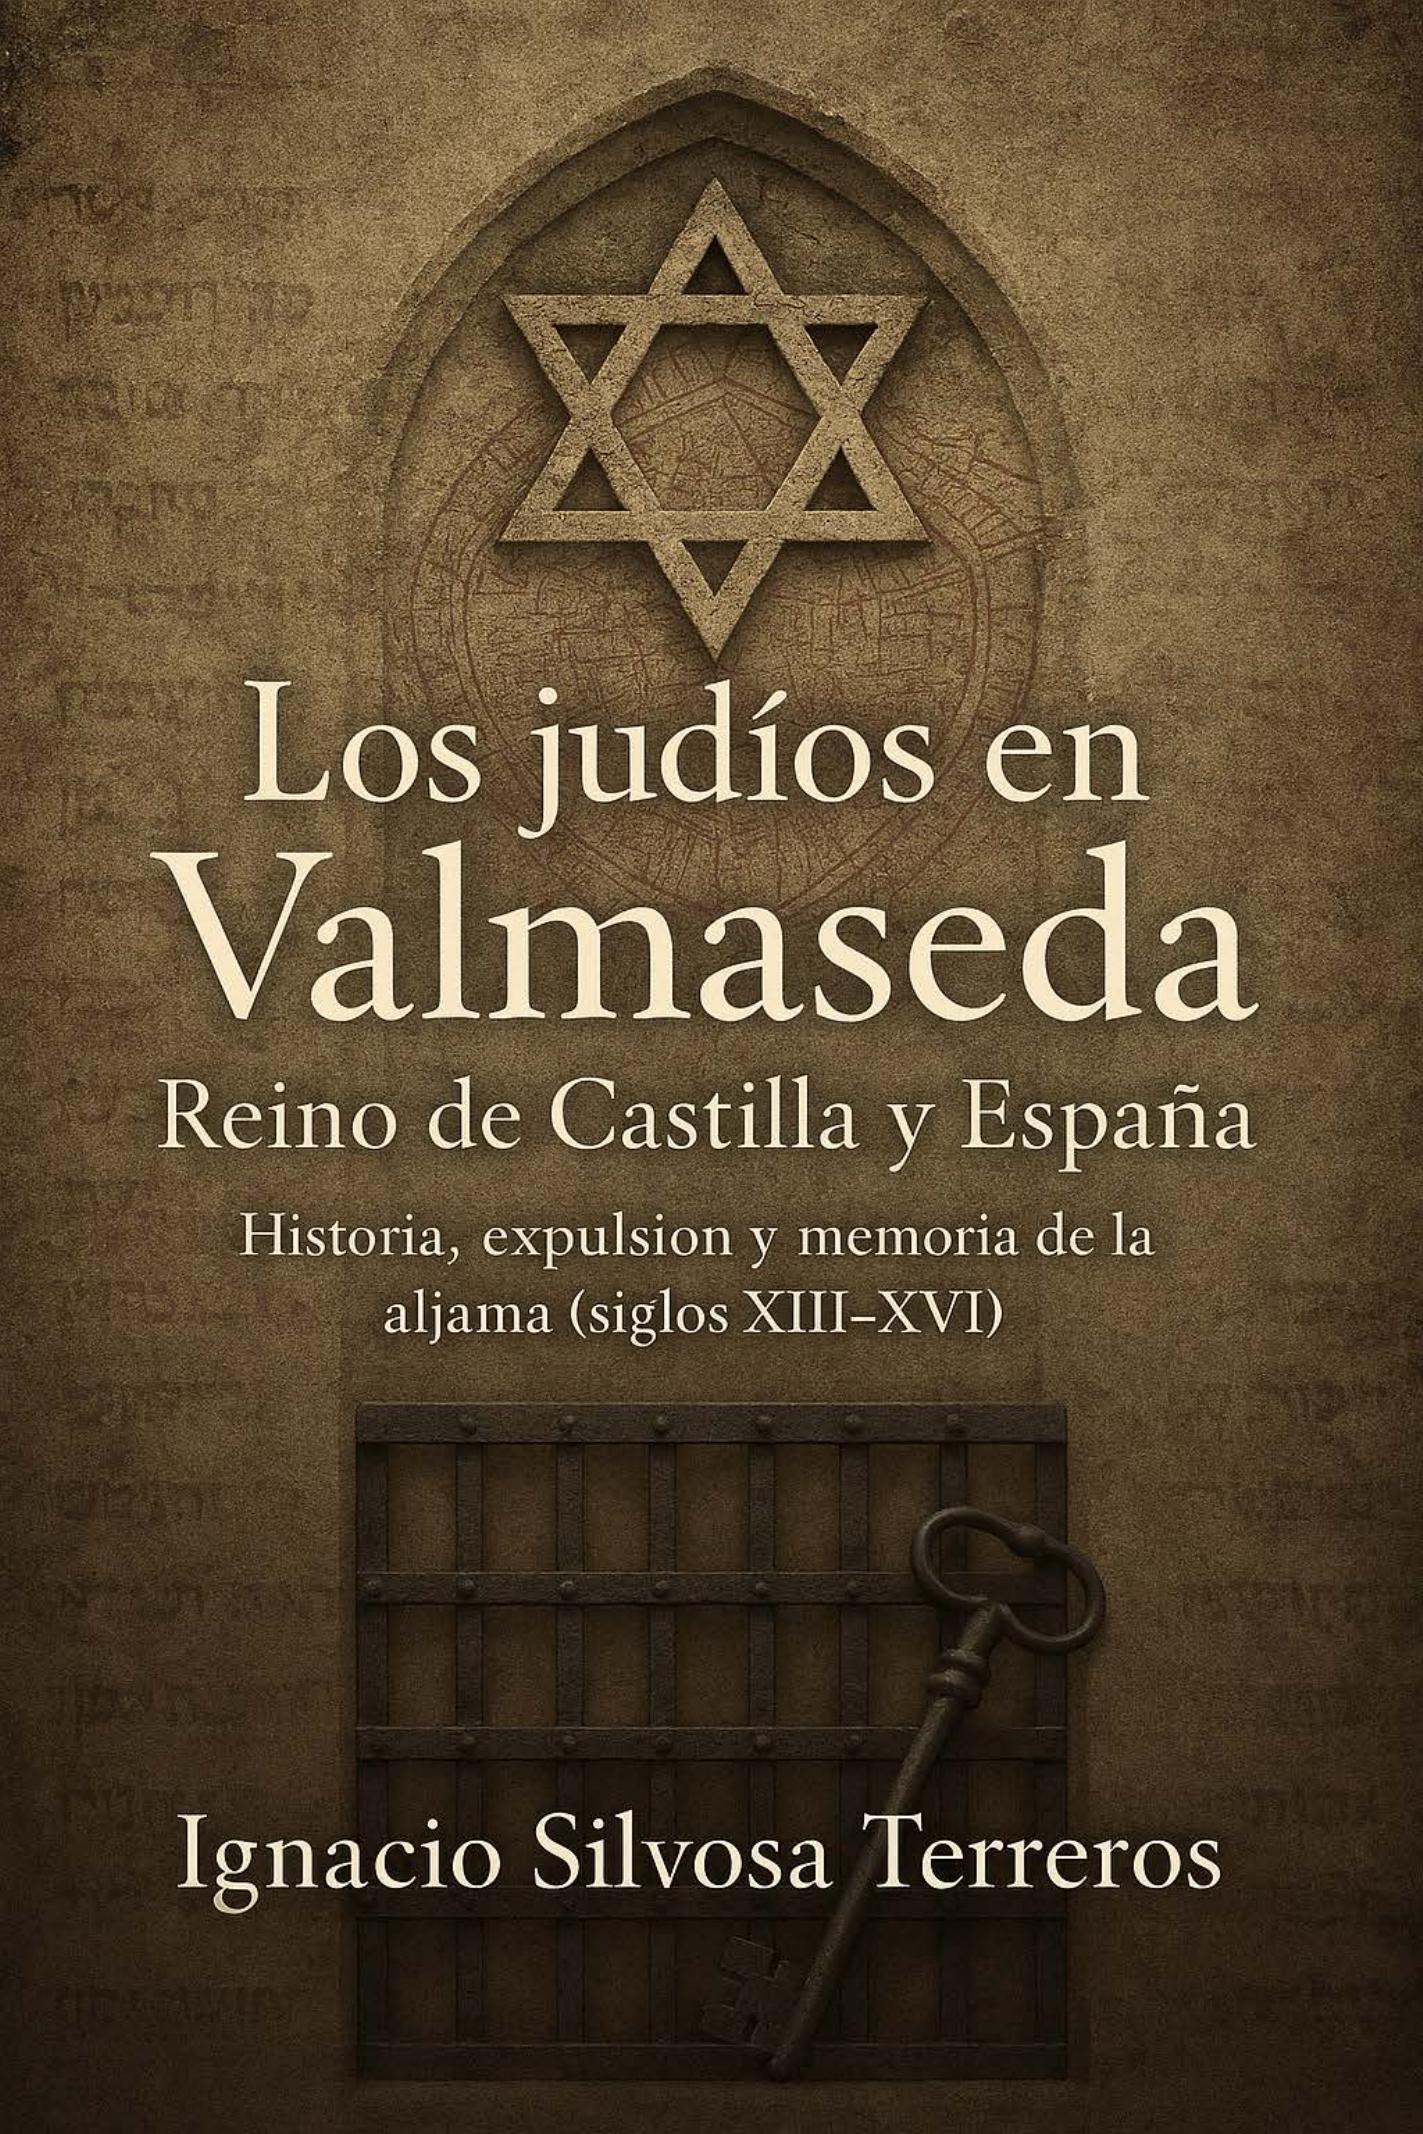 Los judíos en
Valmaseda
Reino de Castilla y España
Historia, expulsion y memoria de la
aljama (siglos XIII–XVI)
Ignacio Silvosa Terreros